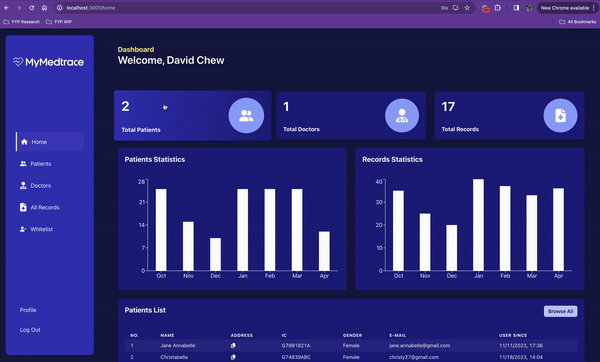 localhost:3001/home
New Chrome available
FYP Research
FYP WIP
All Bookmarks
MyMedtrace
Home
Patients
Doctors
All Records
Whitelist
Profile
Log Out
Dashboard
Welcome, David Chew
2
Total Patients
1
Total Doctors
17
Total Records
Patients Statistics
28
21
14
7
0
Oct Nov Dec Jan Feb Mar Apr
Records Statistics
40
30
20
10
0
Oct Nov Dec Jan Feb Mar Apr
Patients List
Browse All
NO. NAME ADDRESS IC GENDER E-MAIL USER SINCE
1 Jane Annabelle G7891821A Female jane.annabelle@gmail.com 11/11/2023, 17:36
2 Christabella G74839ABC Female christy27@gmail.com 11/18/2023, 14:04